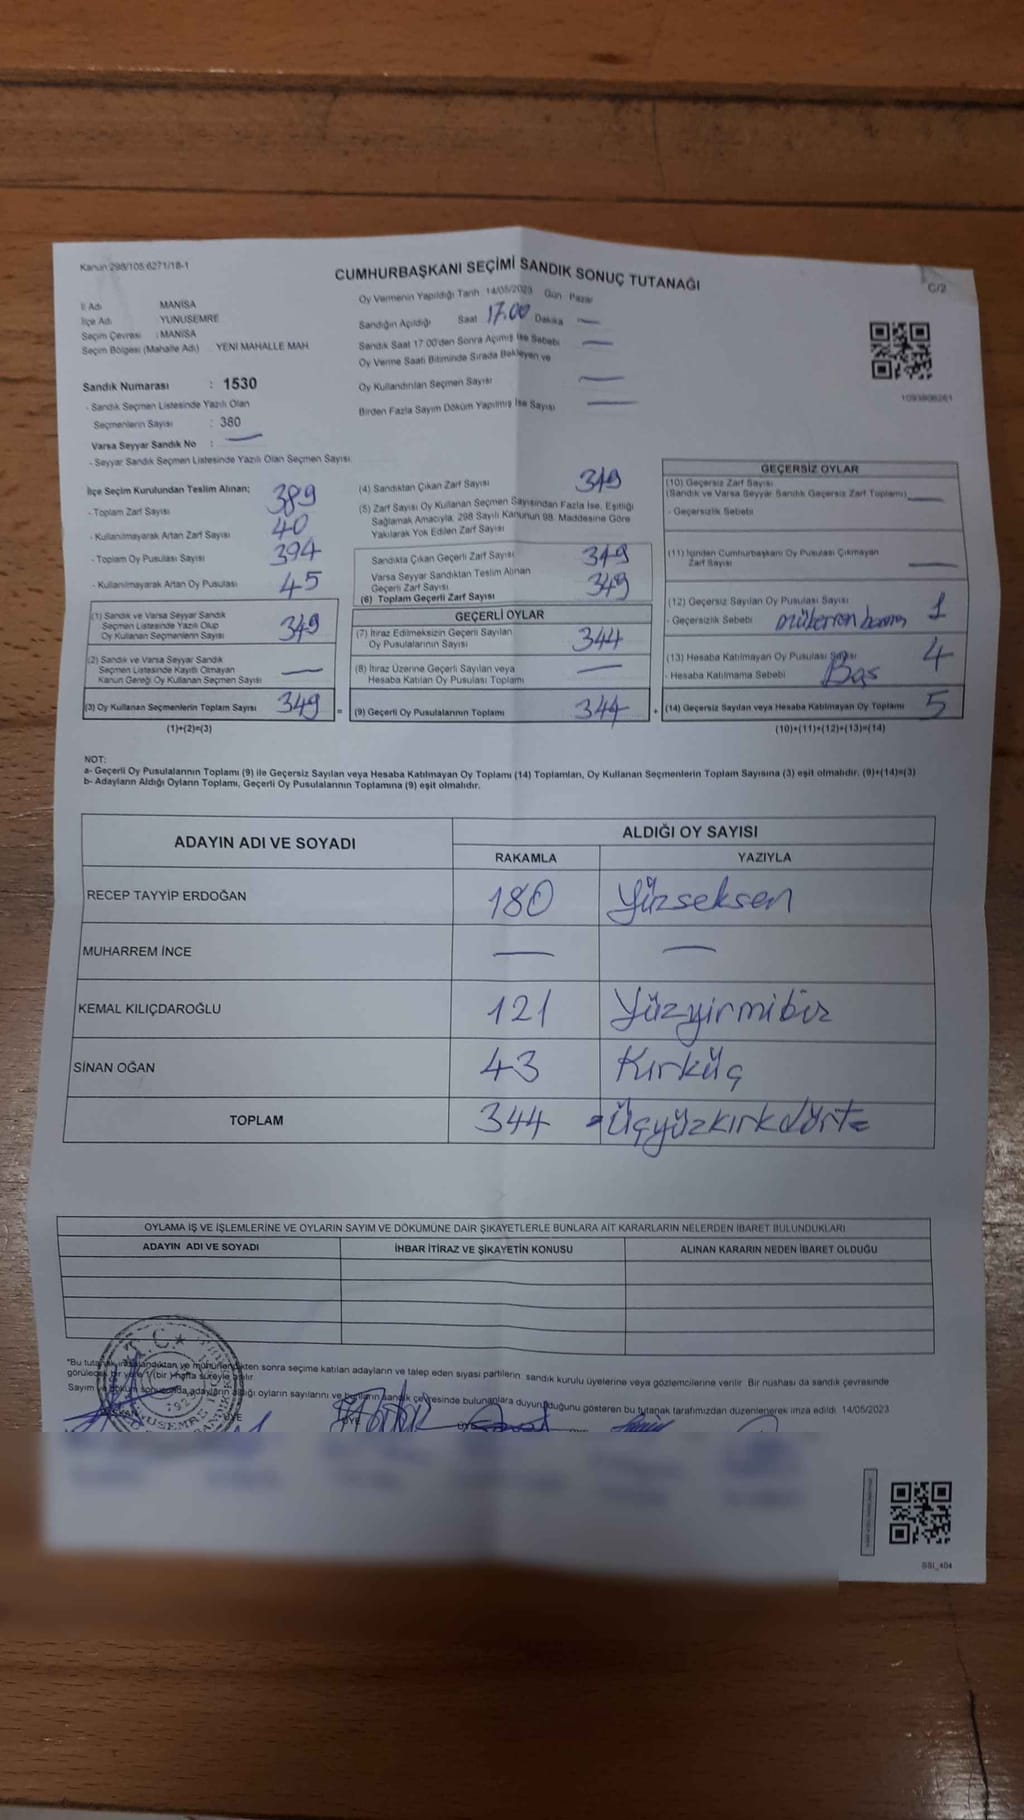 Kanun 298/105-6271/18-1
CUMHURBAŞKANI SEÇİMİ SANDIK SONUÇ TUTANAĞI
C/2
İl Adı MANİSA
İlçe Adı YUNUSEMRE
Seçim Çevresi : MANİSA
Seçim Bölgesi (Mahalle Adı) YENİ MAHALLE MAH
Oy Vermenin Yapıldığı Tarih 14/05/2023 Gün Pazar
Sandığın Açıldığı Saat 17.00 Dakika —
Sandık Saat 17:00'den Sonra Açılmış İse Sebebi —
Oy Verme Saati Bitiminde Sırada Bekleyen ve
Oy Kullandırılan Seçmen Sayısı —
Birden Fazla Sayım Döküm Yapılmış İse Sayısı —
Sandık Numarası : 1530
- Sandık Seçmen Listesinde Yazılı Olan
Seçmenlerin Sayısı : 380
Varsa Seyyar Sandık No : —
- Seyyar Sandık Seçmen Listesinde Yazılı Olan Seçmen Sayısı
İlçe Seçim Kurulundan Teslim Alınan;
- Toplam Zarf Sayısı 389
- Kullanılmayarak Artan Zarf Sayısı 40
- Toplam Oy Pusulası Sayısı 394
- Kullanılmayarak Artan Oy Pusulası 45
(1) Sandık ve Varsa Seyyar Sandık
Seçmen Listesinde Yazılı Olup
Oy Kullanan Seçmenlerin Sayısı 349
(2) Sandık ve Varsa Seyyar Sandık
Seçmen Listesinde Kayıtlı Olmayan
Kanun Gereği Oy Kullanan Seçmen Sayısı —
(3) Oy Kullanan Seçmenlerin Toplam Sayısı 349 =
(1)+(2)=(3)
(4) Sandıktan Çıkan Zarf Sayısı 349
(5) Zarf Sayısı Oy Kullanan Seçmen Sayısından Fazla İse, Eşitliği
Sağlamak Amacıyla, 298 Sayılı Kanunun 98. Maddesine Göre
Yakılarak Yok Edilen Zarf Sayısı
Sandıkta Çıkan Geçerli Zarf Sayısı 349
Varsa Seyyar Sandıktan Teslim Alınan
Geçerli Zarf Sayısı
(6) Toplam Geçerli Zarf Sayısı 349
GEÇERLİ OYLAR
(7) İtiraz Edilmeksizin Geçerli Sayılan
Oy Pusulalarının Sayısı 344
(8) İtiraz Üzerine Geçerli Sayılan veya
Hesaba Katılan Oy Pusulası Toplamı —
(9) Geçerli Oy Pusulalarının Toplamı 344 +
GEÇERSİZ OYLAR
(10) Geçersiz Zarf Sayısı
(Sandık ve Varsa Seyyar Sandık Geçersiz Zarf Toplamı) —
- Geçersizlik Sebebi
(11) İçinden Cumhurbaşkanı Oy Pusulası Çıkmayan
Zarf Sayısı —
(12) Geçersiz Sayılan Oy Pusulası Sayısı 1
- Geçersizlik Sebebi
(13) Hesaba Katılmayan Oy Pusulası Sayısı 4
- Hesaba Katılmama Sebebi Boş
(14) Geçersiz Sayılan veya Hesaba Katılmayan Oy Toplamı 5
(10)+(11)+(12)+(13)=(14)
NOT:
a- Geçerli Oy Pusulalarının Toplamı (9) ile Geçersiz Sayılan veya Hesaba Katılmayan Oy Toplamı (14) Toplamları, Oy Kullanan Seçmenlerin Toplam Sayısına (3) eşit olmalıdır. (9)+(14)=(3)
b- Adayların Aldığı Oyların Toplamı, Geçerli Oy Pusulalarının Toplamına (9) eşit olmalıdır.
ADAYIN ADI VE SOYADI ALDIĞI OY SAYISI
RAKAMLA YAZIYLA
RECEP TAYYİP ERDOĞAN 180 Yüzseksen
MUHARREM İNCE — —
KEMAL KILIÇDAROĞLU 121 Yüzyirmibir
SİNAN OĞAN 43 Kırküç
TOPLAM 344 =Üçyüzkırkdört=
OYLAMA İŞ VE İŞLEMLERİNE VE OYLARIN SAYIM VE DÖKÜMÜNE DAİR ŞİKAYETLERLE BUNLARA AİT KARARLARIN NELERDEN İBARET BULUNDUKLARI
ADAYIN ADI VE SOYADI İHBAR İTİRAZ VE ŞİKAYETİN KONUSU ALINAN KARARIN NEDEN İBARET OLDUĞU
T.C.
*Bu tutanak imzalandıktan ve mühürlendikten sonra seçime katılan adayların ve talep eden siyasi partilerin sandık kurulu üyelerine veya gözlemcilerine verilir. Bir nüshası da sandık çevresinde
görülecek bir yere 1 (bir) hafta süreyle asılır.
Sayım ve döküm sonucunda adayların aldığı oyların sayılarını ve bunların sandık çevresinde bulunanlara duyurulduğunu gösteren bu tutanak tarafımızdan düzenlenerek imza edildi. 14/05/2023
BAŞKAN ÜYE ÜYE
SSI_404